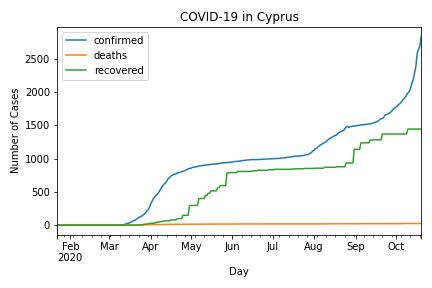 COVID-19 in Cyprus
confirmed
deaths
recovered
Number of Cases
2500
2000
1500
1000
500
0
Feb Mar Apr May Jun Jul Aug Sep Oct
2020
Day